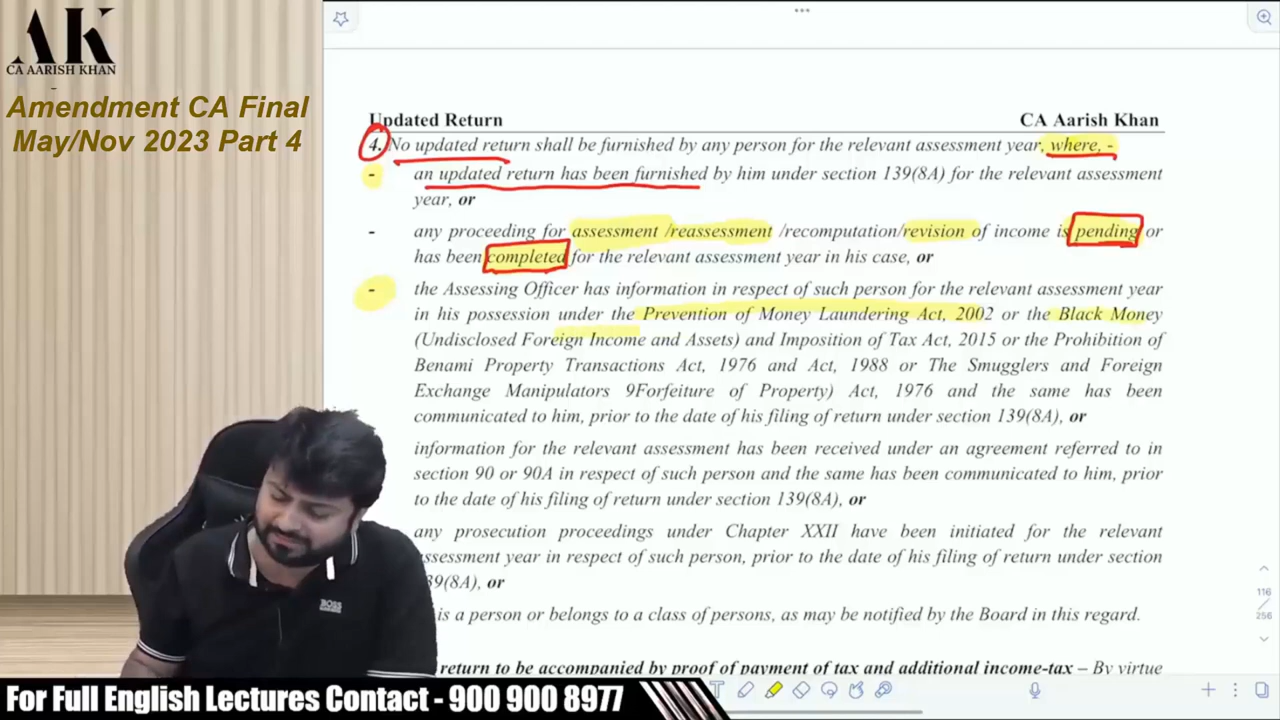 AK
CA AARISH KHAN
Amendment CA Final
May/Nov 2023 Part 4
Updated Return
CA Aarish Khan
4. No updated return shall be furnished by any person for the relevant assessment year, where, -
- an updated return has been furnished by him under section 139(8A) for the relevant assessment
year, or
- any proceeding for assessment /reassessment /recomputation/revision of income is pending or
has been completed for the relevant assessment year in his case, or
- the Assessing Officer has information in respect of such person for the relevant assessment year
in his possession under the Prevention of Money Laundering Act, 2002 or the Black Money
(Undisclosed Foreign Income and Assets) and Imposition of Tax Act, 2015 or the Prohibition of
Benami Property Transactions Act, 1976 and Act, 1988 or The Smugglers and Foreign
Exchange Manipulators 9Forfeiture of Property) Act, 1976 and the same has been
communicated to him, prior to the date of his filing of return under section 139(8A), or
information for the relevant assessment has been received under an agreement referred to in
section 90 or 90A in respect of such person and the same has been communicated to him, prior
to the date of his filing of return under section 139(8A), or
any prosecution proceedings under Chapter XXII have been initiated for the relevant
assessment year in respect of such person, prior to the date of his filing of return under section
139(8A), or
is a person or belongs to a class of persons, as may be notified by the Board in this regard.
return to be accompanied by proof of payment of tax and additional income-tax – By virtue
116
256
BOSS
For Full English Lectures Contact - 900 900 8977